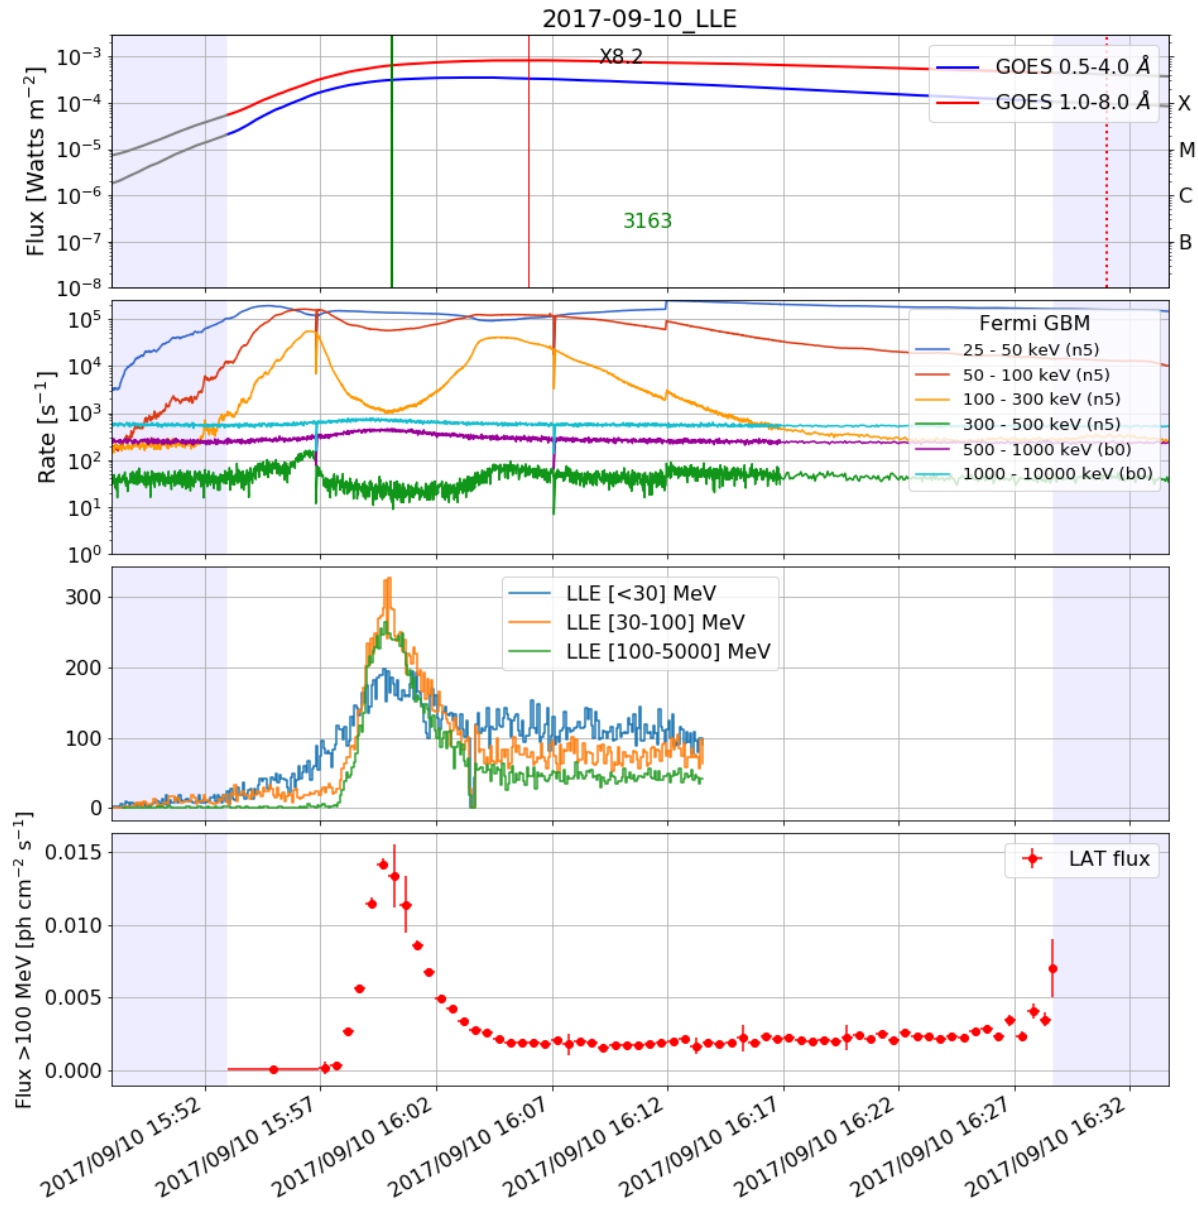 2017-09-10_LLE
Flux [Watts m⁻²]
10⁻³
10⁻⁴
10⁻⁵
10⁻⁶
10⁻⁷
10⁻⁸
X8.2
3163
GOES 0.5-4.0 Å
GOES 1.0-8.0 Å
X
M
C
B
Rate [s⁻¹]
10⁵
10⁴
10³
10²
10¹
10⁰
Fermi GBM
25 - 50 keV (n5)
50 - 100 keV (n5)
100 - 300 keV (n5)
300 - 500 keV (n5)
500 - 1000 keV (b0)
1000 - 10000 keV (b0)
300
200
100
0
LLE [<30] MeV
LLE [30-100] MeV
LLE [100-5000] MeV
Flux >100 MeV [ph cm⁻² s⁻¹]
0.015
0.010
0.005
0.000
LAT flux
2017/09/10 15:52
2017/09/10 15:57
2017/09/10 16:02
2017/09/10 16:07
2017/09/10 16:12
2017/09/10 16:17
2017/09/10 16:22
2017/09/10 16:27
2017/09/10 16:32